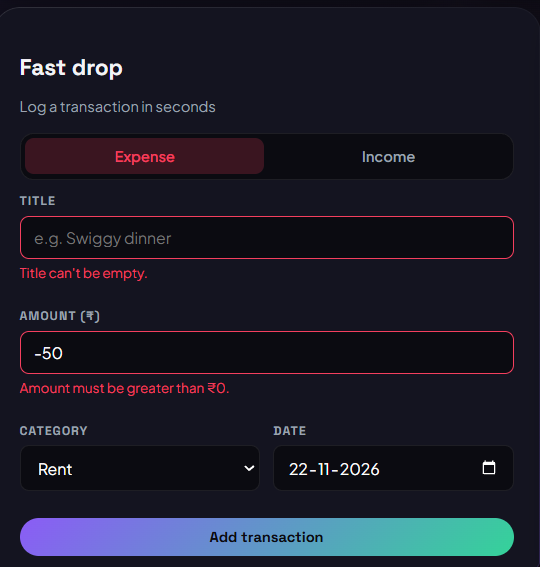 Fast drop
Log a transaction in seconds
Expense Income
TITLE
e.g. Swiggy dinner
Title can't be empty.
AMOUNT (₹)
-50
Amount must be greater than ₹0.
CATEGORY DATE
Rent 22-11-2026
Add transaction